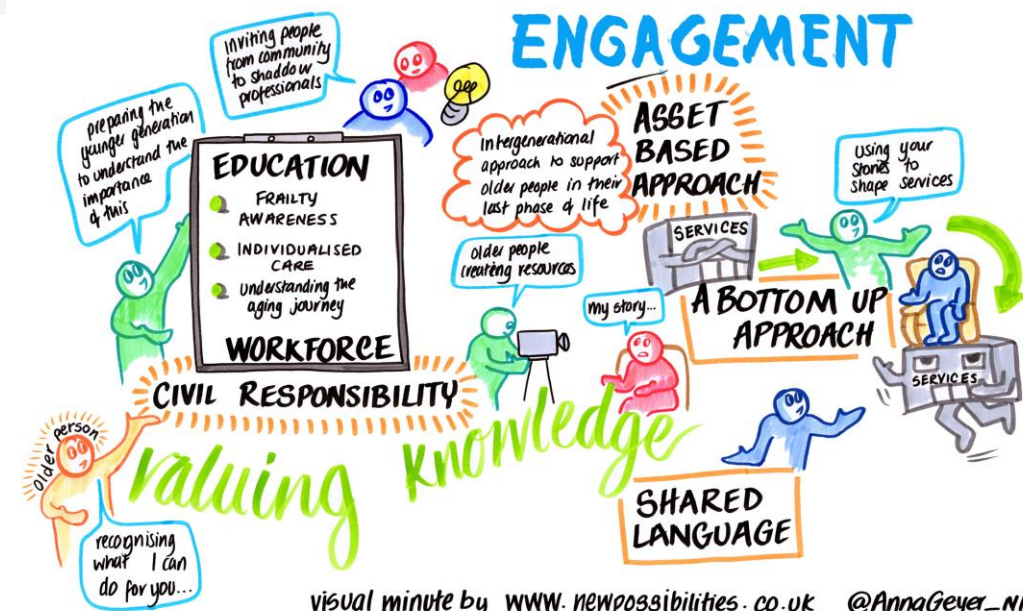 ENGAGEMENT
inviting people
from community
to shaddow
professionals
preparing the
younger generation
to understand the
importance
of this
EDUCATION
FRAILTY
AWARENESS
INDIVIDUALISED
CARE
understanding the
aging journey
WORKFORCE
CIVIL RESPONSIBILITY
Intergenerational
approach to support
older people in their
last phase of life
ASSET
BASED
APPROACH
using your
stories to
shape services
SERVICES
older people
creating resources
my story...
A BOTTOM UP
APPROACH
SERVICES
older person
valuing knowledge
recognising
what I can
do for you...
SHARED
LANGUAGE
visual minute by www.newpossibilities.co.uk @AnnaGeyer_N